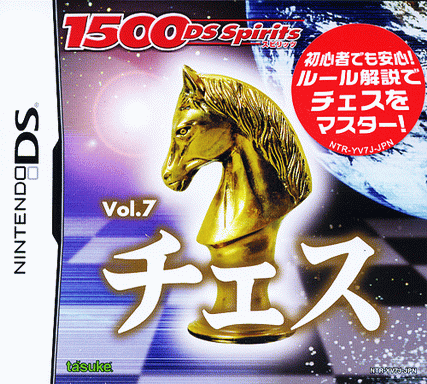 1500DS Spirits
スピリッツ
初心者でも安心!
ルール解説で
チェスを
マスター!
NTR-YV7J-JPN
NINTENDO DS
Vol.7
チェス
tasuke
NTR-YV7J-JPN